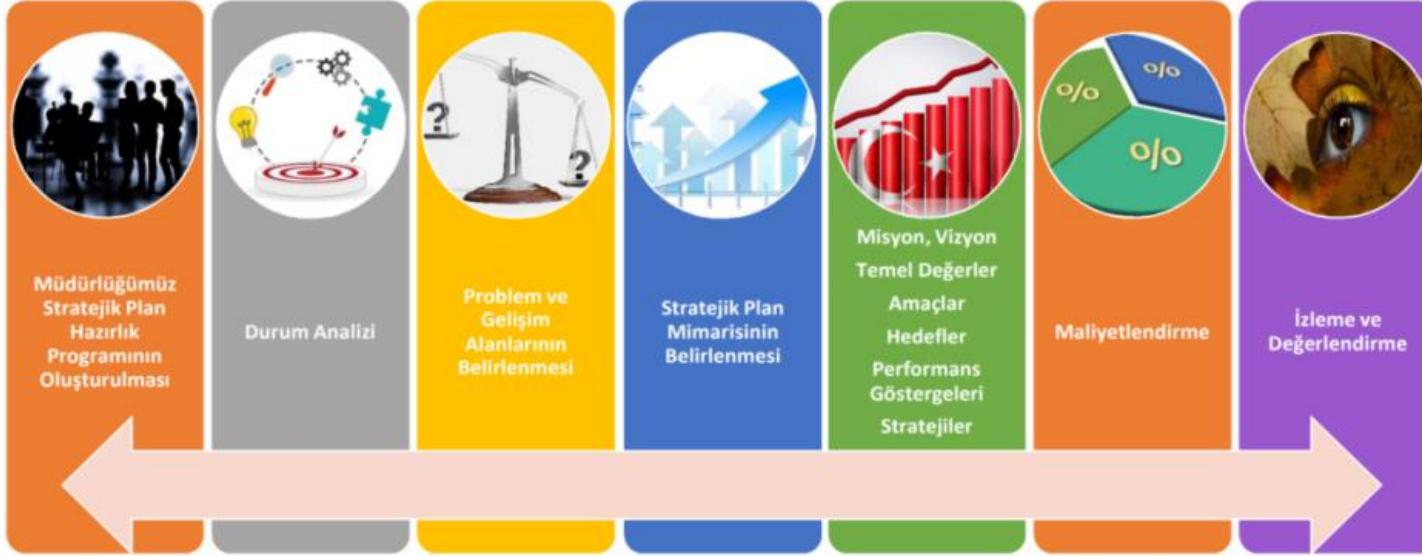 Müdürlüğümüz
Stratejik Plan
Hazırlık
Programının
Oluşturulması
Durum Analizi
?
?
Problem ve
Gelişim
Alanlarının
Belirlenmesi
Stratejik Plan
Mimarisinin
Belirlenmesi
Misyon, Vizyon
Temel Değerler
Amaçlar
Hedefler
Performans
Göstergeleri
Stratejiler
%
%
%
Maliyetlendirme
İzleme ve
Değerlendirme